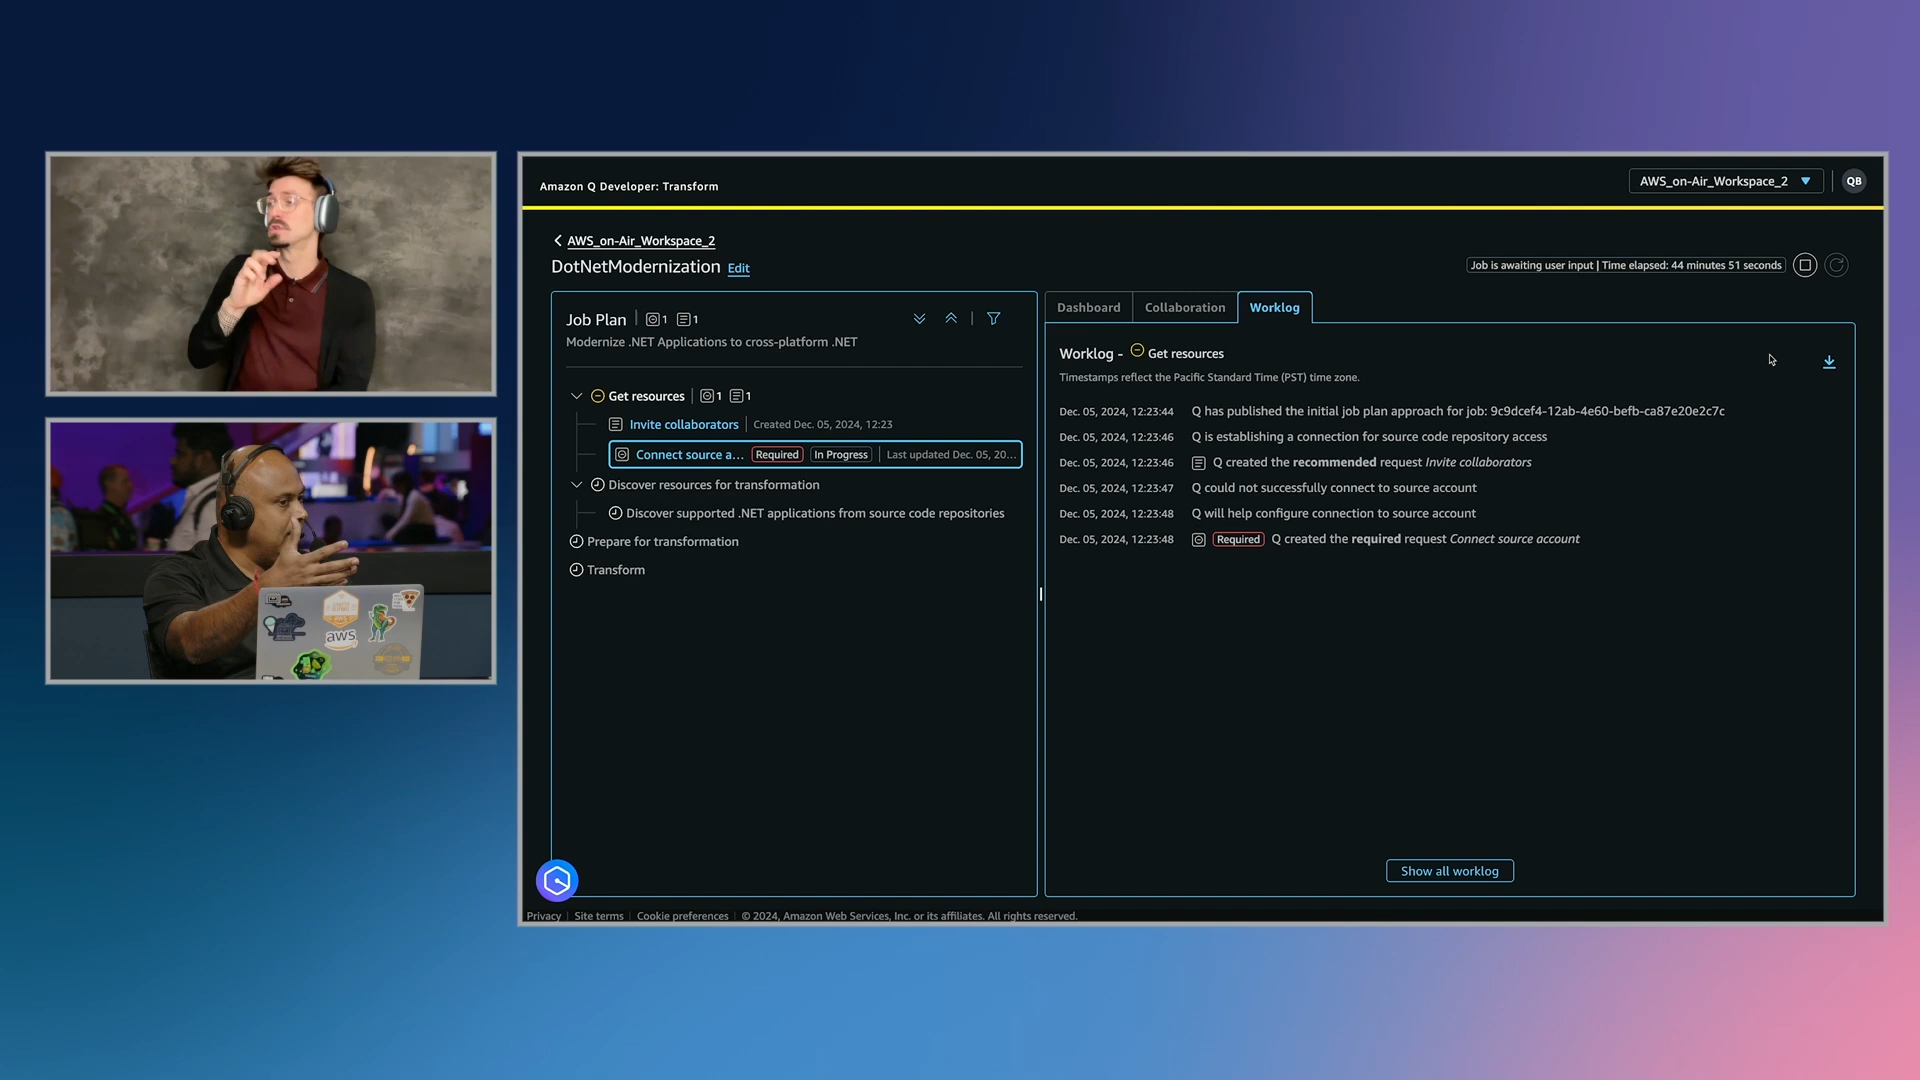 Amazon Q Developer: Transform
AWS_on-Air_Workspace_2
QB
AWS_on-Air_Workspace_2
DotNetModernization Edit
Job is awaiting user input | Time elapsed: 44 minutes 51 seconds
Job Plan 1 1
Modernize .NET Applications to cross-platform .NET
Get resources 1 1
Invite collaborators Created Dec. 05, 2024, 12:23
Connect source a... Required In Progress Last updated Dec. 05, 20...
Discover resources for transformation
Discover supported .NET applications from source code repositories
Prepare for transformation
Transform
Dashboard Collaboration Worklog
Worklog - Get resources
Timestamps reflect the Pacific Standard Time (PST) time zone.
Dec. 05, 2024, 12:23:44 Q has published the initial job plan approach for job: 9c9dcef4-12ab-4e60-befb-ca87e20e2c7c
Dec. 05, 2024, 12:23:46 Q is establishing a connection for source code repository access
Dec. 05, 2024, 12:23:46 Q created the recommended request Invite collaborators
Dec. 05, 2024, 12:23:47 Q could not successfully connect to source account
Dec. 05, 2024, 12:23:48 Q will help configure connection to source account
Dec. 05, 2024, 12:23:48 Required Q created the required request Connect source account
Show all worklog
Privacy | Site terms | Cookie preferences | © 2024, Amazon Web Services, Inc. or its affiliates. All rights reserved.
aws